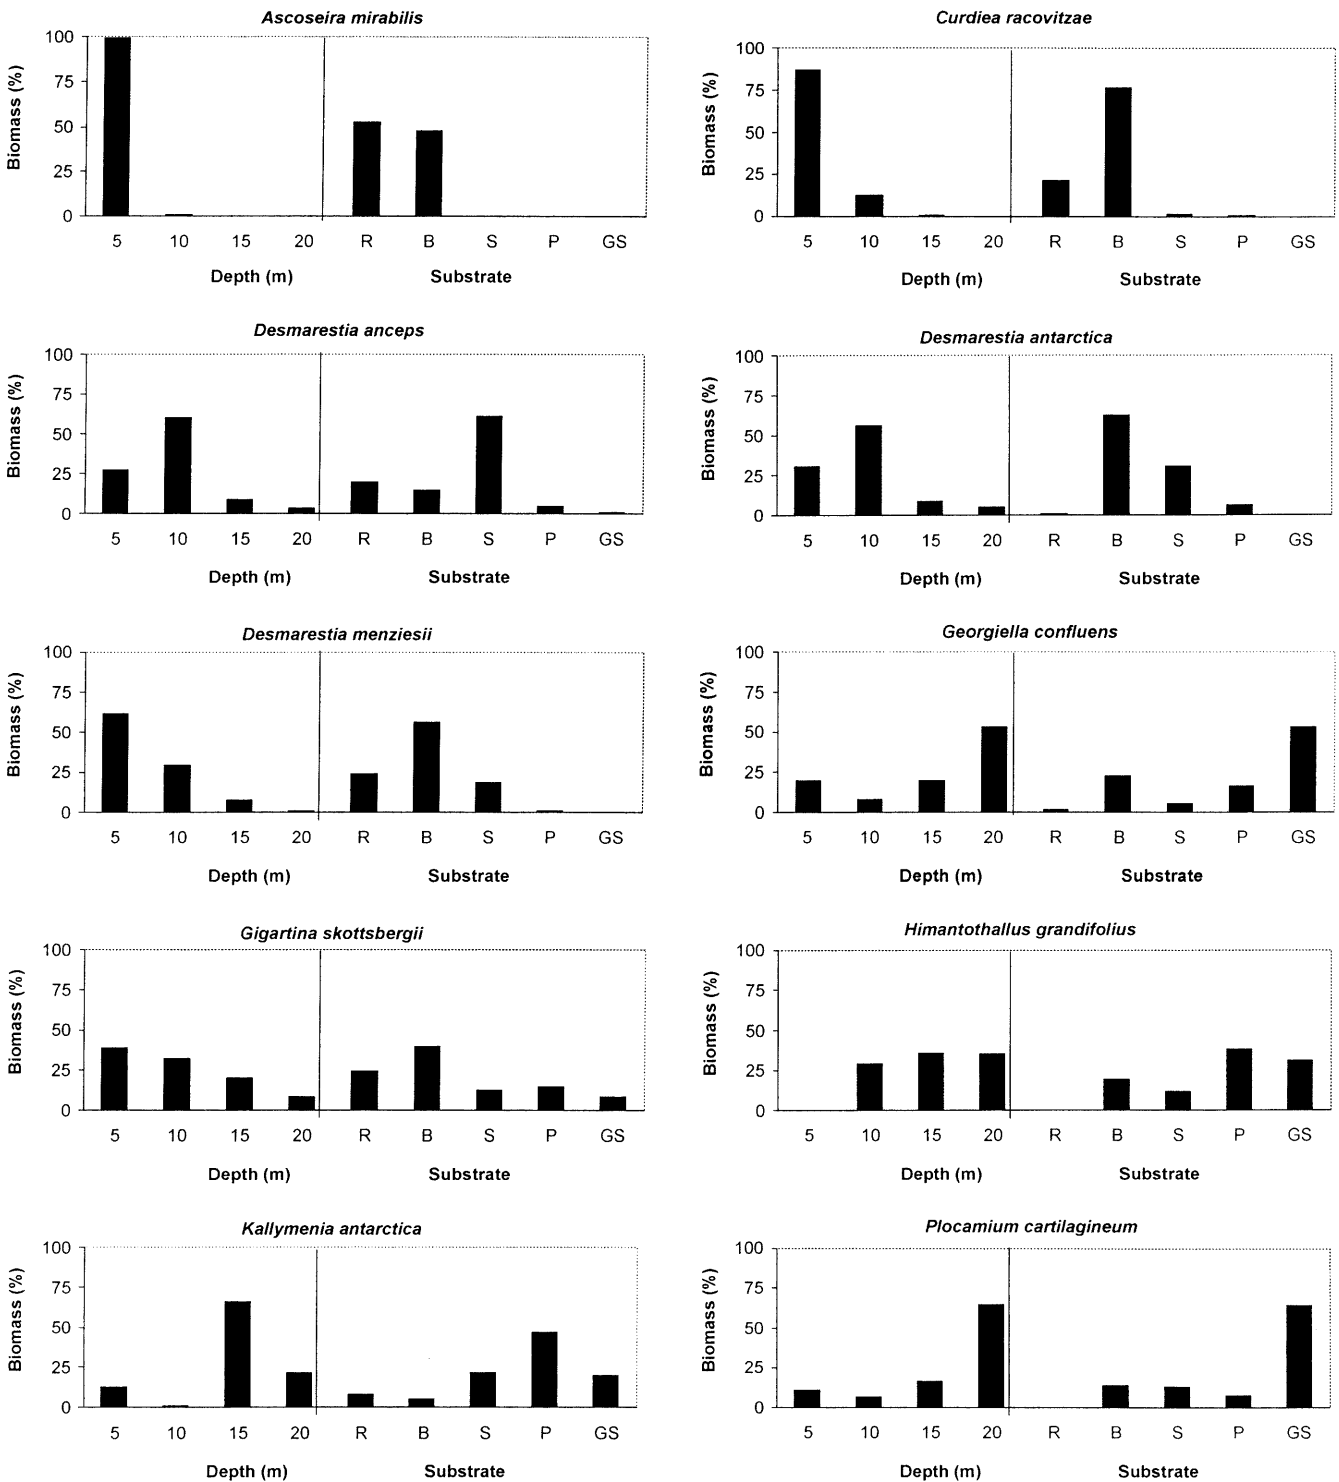 Ascoseira mirabilis
Biomass (%)
100
75
50
25
0
5 10 15 20 R B S P GS
Depth (m) Substrate
Curdiea racovitzae
Biomass (%)
100
75
50
25
0
5 10 15 20 R B S P GS
Depth (m) Substrate
Desmarestia anceps
Biomass (%)
100
75
50
25
0
5 10 15 20 R B S P GS
Depth (m) Substrate
Desmarestia antarctica
Biomass (%)
100
75
50
25
0
5 10 15 20 R B S P GS
Depth (m) Substrate
Desmarestia menziesii
Biomass (%)
100
75
50
25
0
5 10 15 20 R B S P GS
Depth (m) Substrate
Georgiella confluens
Biomass (%)
100
75
50
25
0
5 10 15 20 R B S P GS
Depth (m) Substrate
Gigartina skottsbergii
Biomass (%)
100
75
50
25
0
5 10 15 20 R B S P GS
Depth (m) Substrate
Himantothallus grandifolius
Biomass (%)
100
75
50
25
0
5 10 15 20 R B S P GS
Depth (m) Substrate
Kallymenia antarctica
Biomass (%)
100
75
50
25
0
5 10 15 20 R B S P GS
Depth (m) Substrate
Plocamium cartilagineum
Biomass (%)
100
75
50
25
0
5 10 15 20 R B S P GS
Depth (m) Substrate